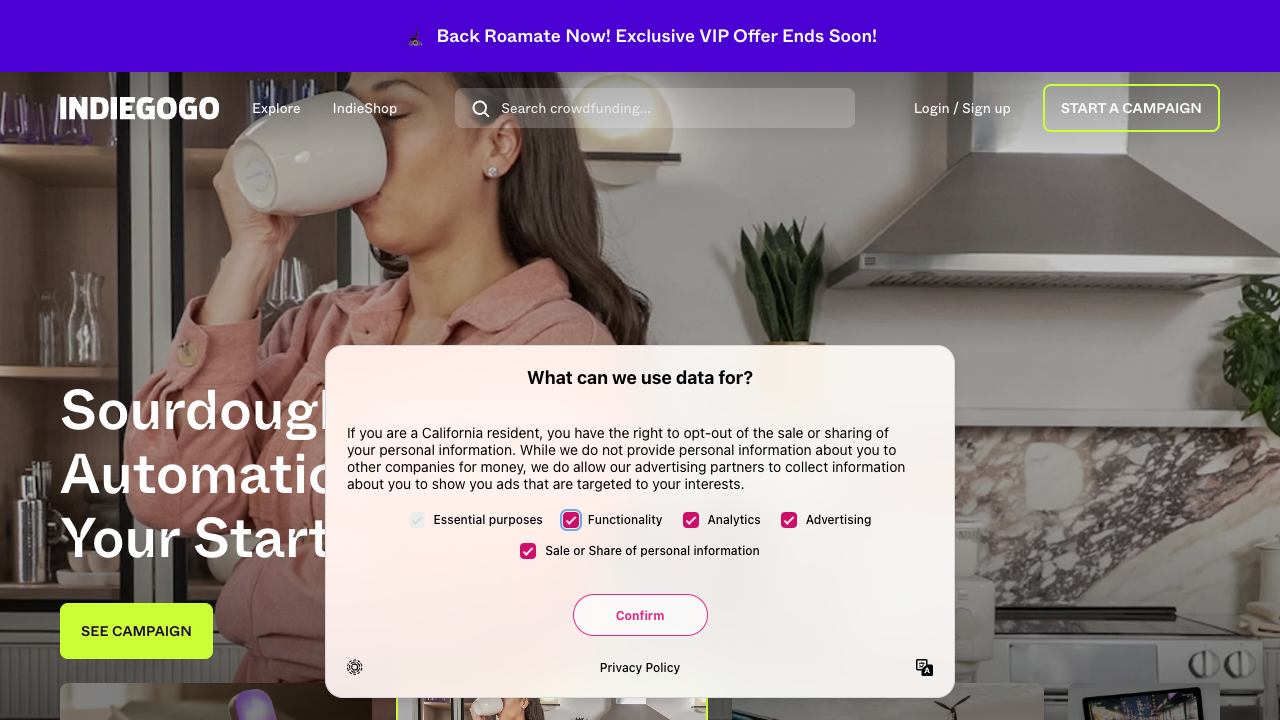 Back Roamate Now! Exclusive VIP Offer Ends Soon!
INDIEGOGO
Explore
IndieShop
Search crowdfunding...
Login / Sign up
START A CAMPAIGN
Sourdough
Automatic
Your Start
SEE CAMPAIGN
What can we use data for?
If you are a California resident, you have the right to opt-out of the sale or sharing of
your personal information. While we do not provide personal information about you to
other companies for money, we do allow our advertising partners to collect information
about you to show you ads that are targeted to your interests.
Essential purposes
Functionality
Analytics
Advertising
Sale or Share of personal information
Confirm
Privacy Policy